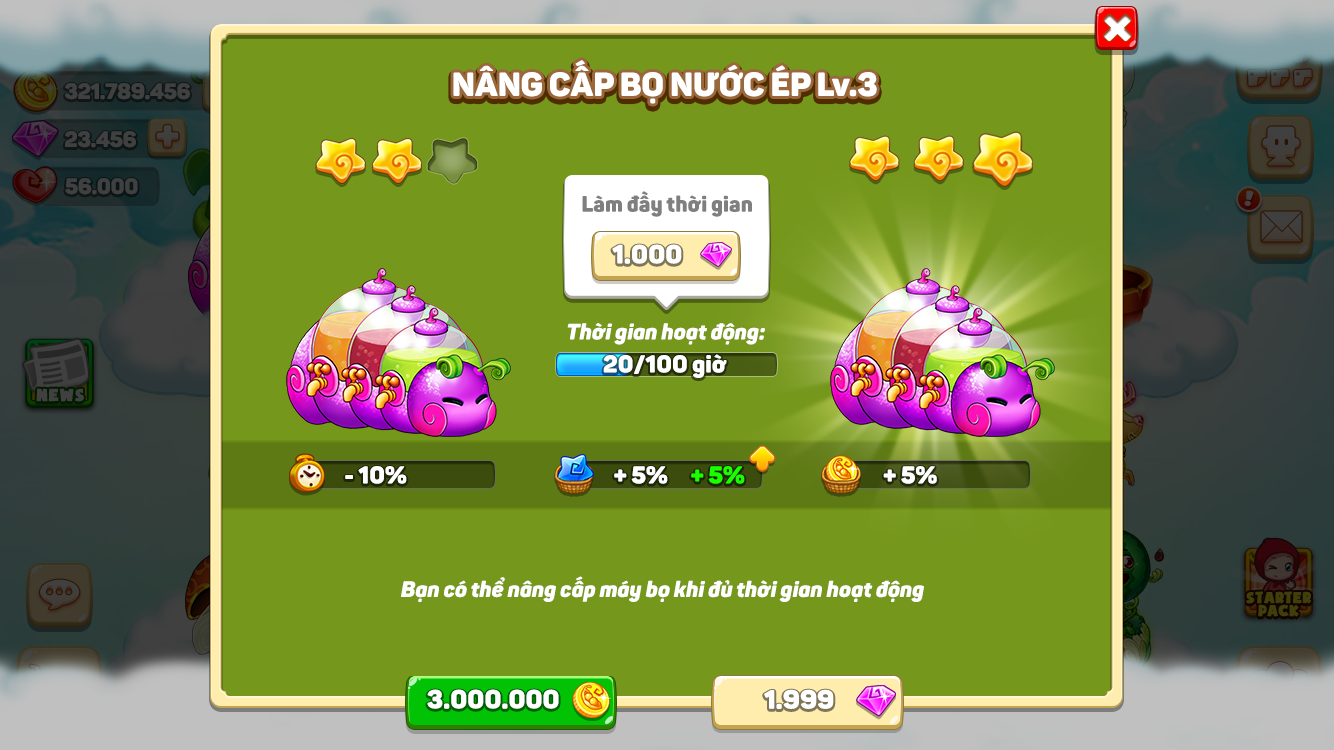 NÂNG CẤP BỌ NƯỚC ÉP Lv.3
321.789.456
23.456
56.000
Làm đầy thời gian
1.000
Thời gian hoạt động:
20/100 giờ
NEWS
- 10%
+ 5% + 5%
+ 5%
Bạn có thể nâng cấp máy bọ khi đủ thời gian hoạt động
STARTER
PACK
3.000.000
1.999